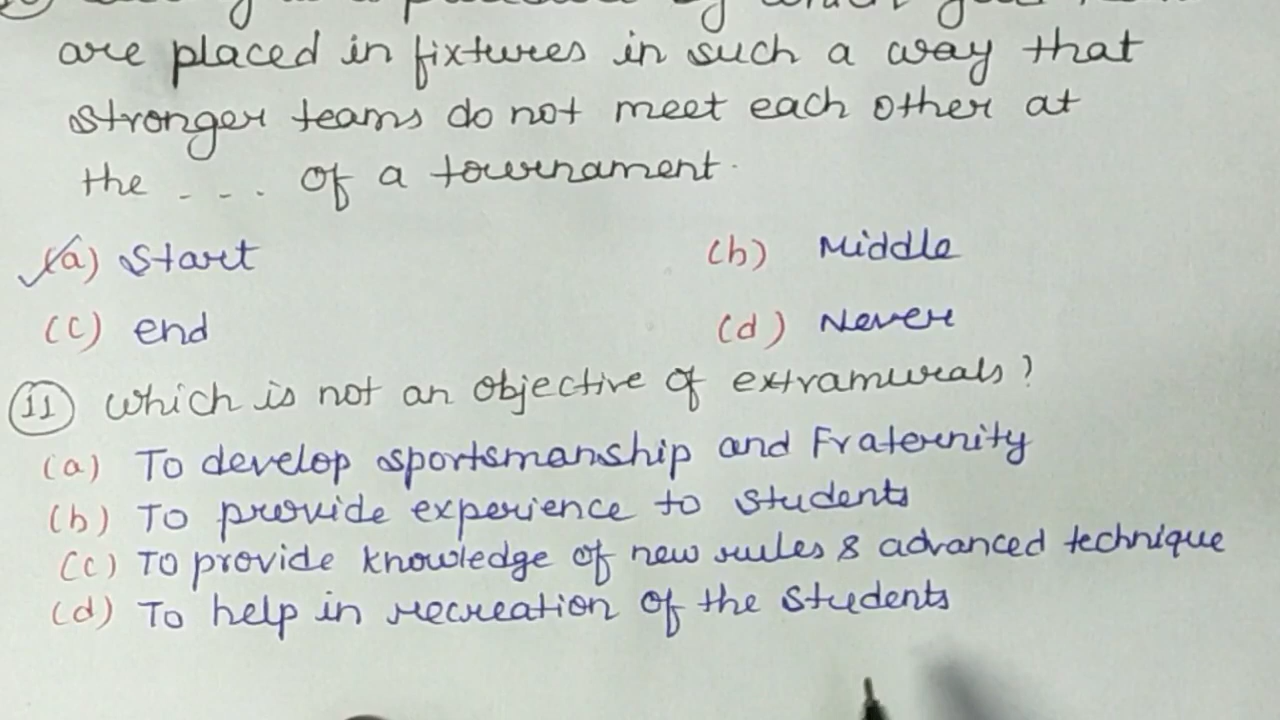 are placed in fixtures in such a way that
stronger teams do not meet each other at
the - - - of a tournament.
(a) Start (b) Middle
(c) end (d) Never
11 which is not an objective of extramurals?
(a) To develop sportsmanship and Fraternity
(b) To provide experience to students
(c) To provide knowledge of new rules & advanced technique
(d) To help in recreation of the students